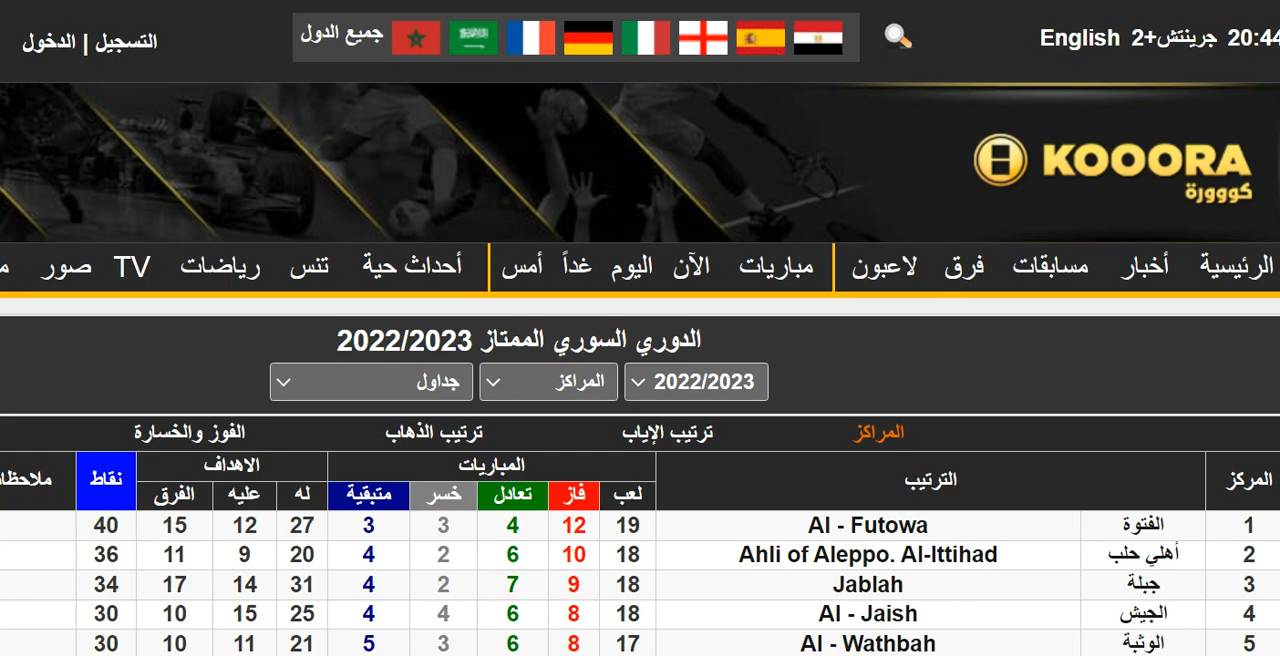 20:44 جرينتش+2 English
جميع الدول
التسجيل | الدخول
KOOORA
كووورة
الرئيسية أخبار مسابقات فرق لاعبون | مباريات الآن اليوم غداً أمس | أحداث حية تنس رياضات TV صور
الدوري السوري الممتاز 2022/2023
2022/2023 المراكز جداول
المراكز ترتيب الإياب ترتيب الذهاب الفوز والخسارة
المركز الترتيب المباريات الاهداف نقاط
لعب فاز تعادل خسر متبقية له عليه الفرق
1 الفتوة Al - Futowa 19 12 4 3 3 27 12 15 40
2 أهلي حلب Ahli of Aleppo. Al-Ittihad 18 10 6 2 4 20 9 11 36
3 جبلة Jablah 18 9 7 2 4 31 14 17 34
4 الجيش Al - Jaish 18 8 6 4 4 25 15 10 30
5 الوثبة Al - Wathbah 17 8 6 3 5 21 11 10 30